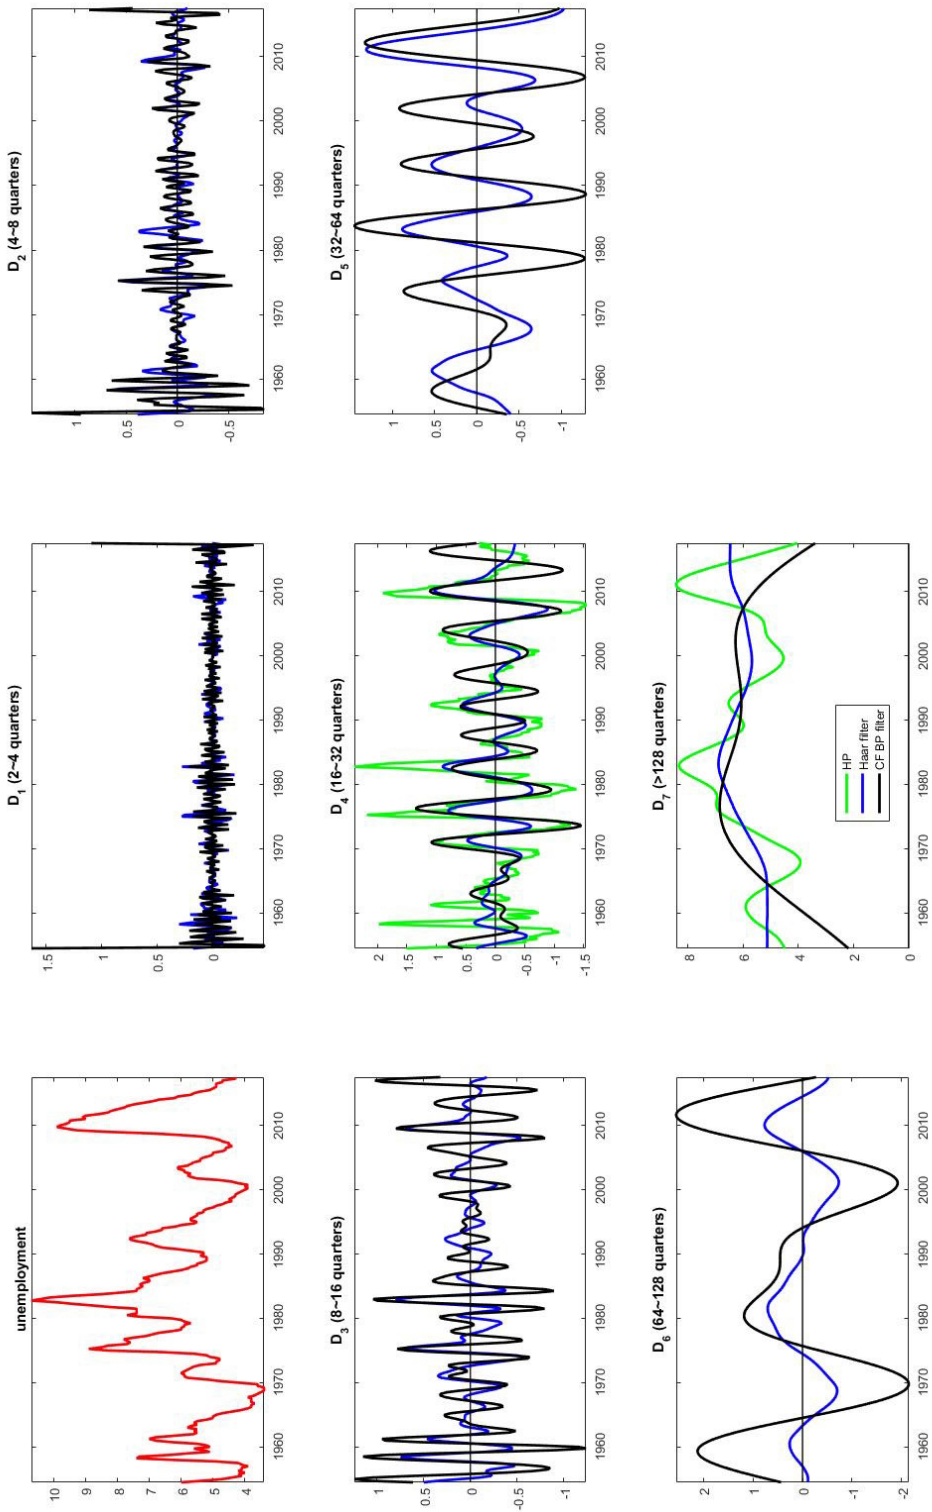 unemployment
10
9
8
7
6
5
4
1960 1970 1980 1990 2000 2010
D1 (2~4 quarters)
1.5
1
0.5
0
1960 1970 1980 1990 2000 2010
D2 (4~8 quarters)
1
0.5
0
-0.5
1960 1970 1980 1990 2000 2010
D3 (8~16 quarters)
1
0.5
0
-0.5
-1
1960 1970 1980 1990 2000 2010
D4 (16~32 quarters)
2
1.5
1
0.5
0
-0.5
-1
-1.5
1960 1970 1980 1990 2000 2010
D5 (32~64 quarters)
1
0.5
0
-0.5
-1
1960 1970 1980 1990 2000 2010
D6 (64~128 quarters)
2
1
0
-1
-2
1960 1970 1980 1990 2000 2010
D7 (>128 quarters)
8
6
4
2
0
HP
Haar filter
CF BP filter
1960 1970 1980 1990 2000 2010